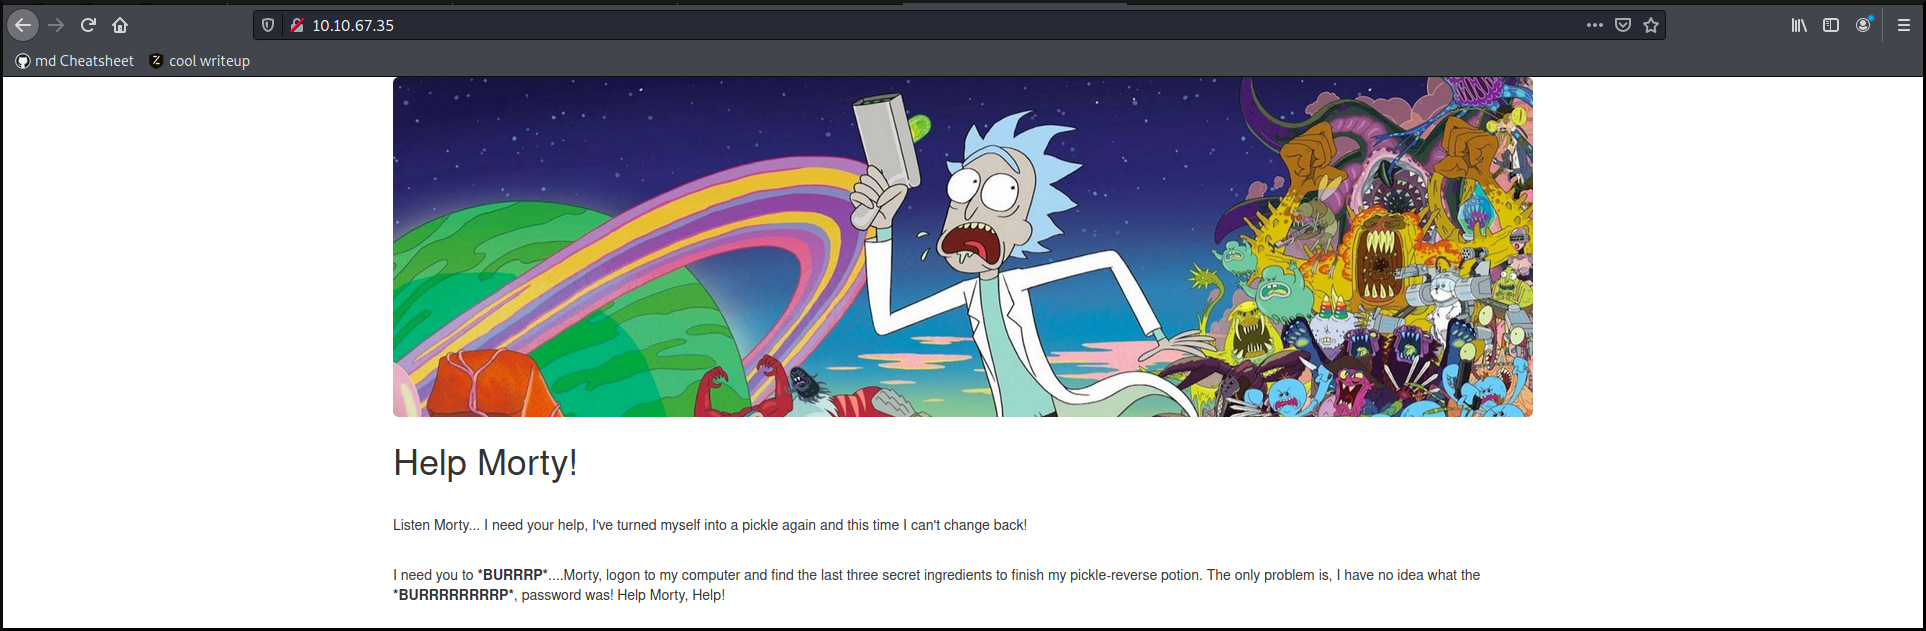 10.10.67.35
md Cheatsheet cool writeup
Help Morty!
Listen Morty... I need your help, I've turned myself into a pickle again and this time I can't change back!
I need you to *BURRRP*....Morty, logon to my computer and find the last three secret ingredients to finish my pickle-reverse potion. The only problem is, I have no idea what the
*BURRRRRRRRP*, password was! Help Morty, Help!